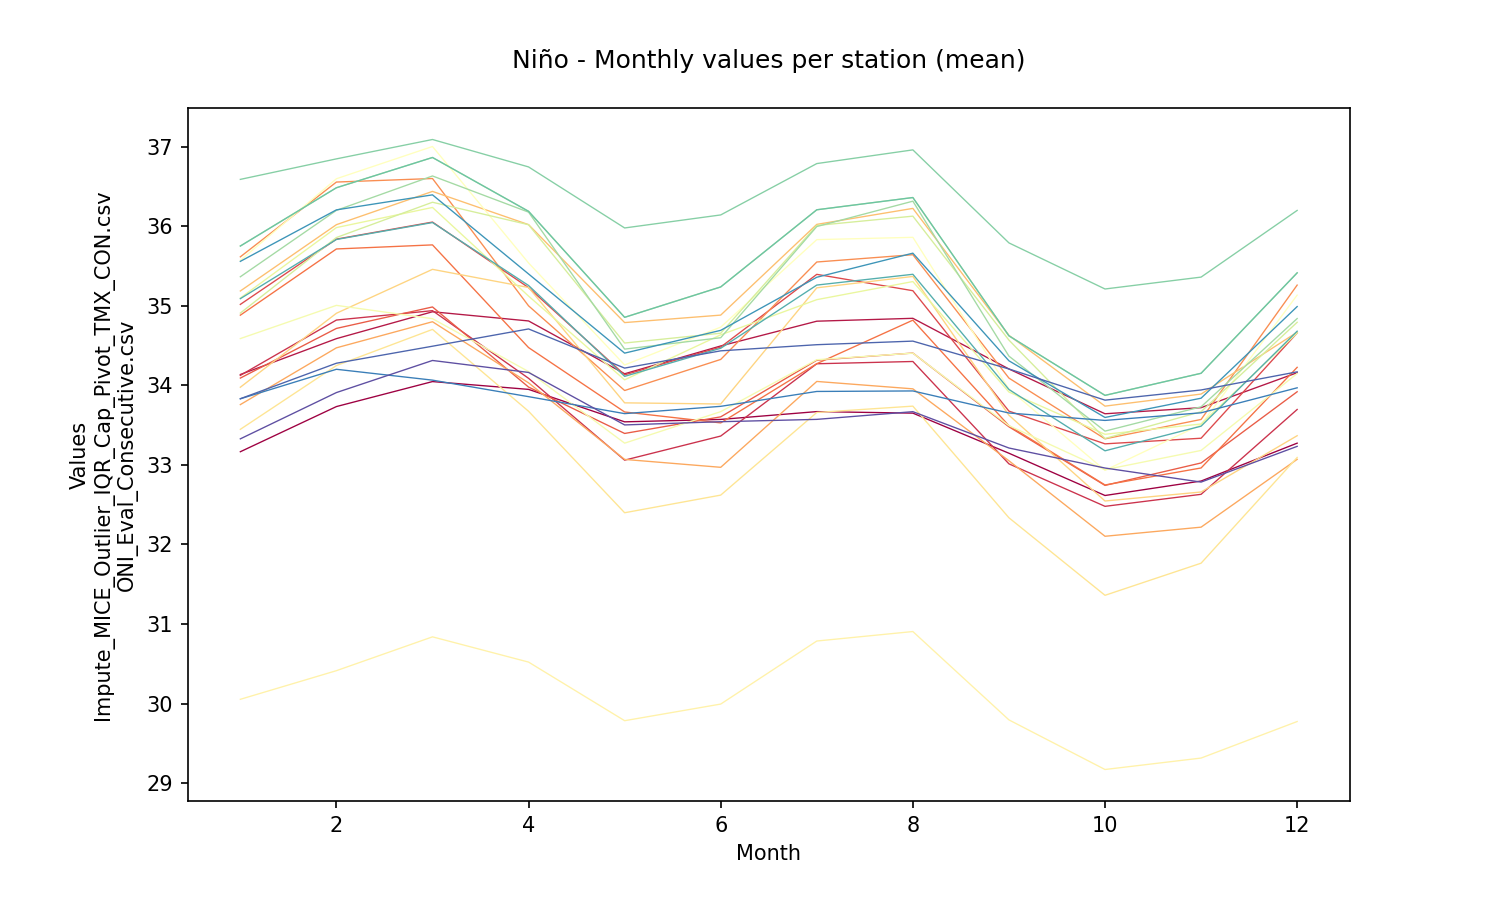 Niño - Monthly values per station (mean)
Values
Impute_MICE_Outlier_IQR_Cap_Pivot_TMX_CON.csv
ONI_Eval_Consecutive.csv
37
36
35
34
33
32
31
30
29
2 4 6 8 10 12
Month